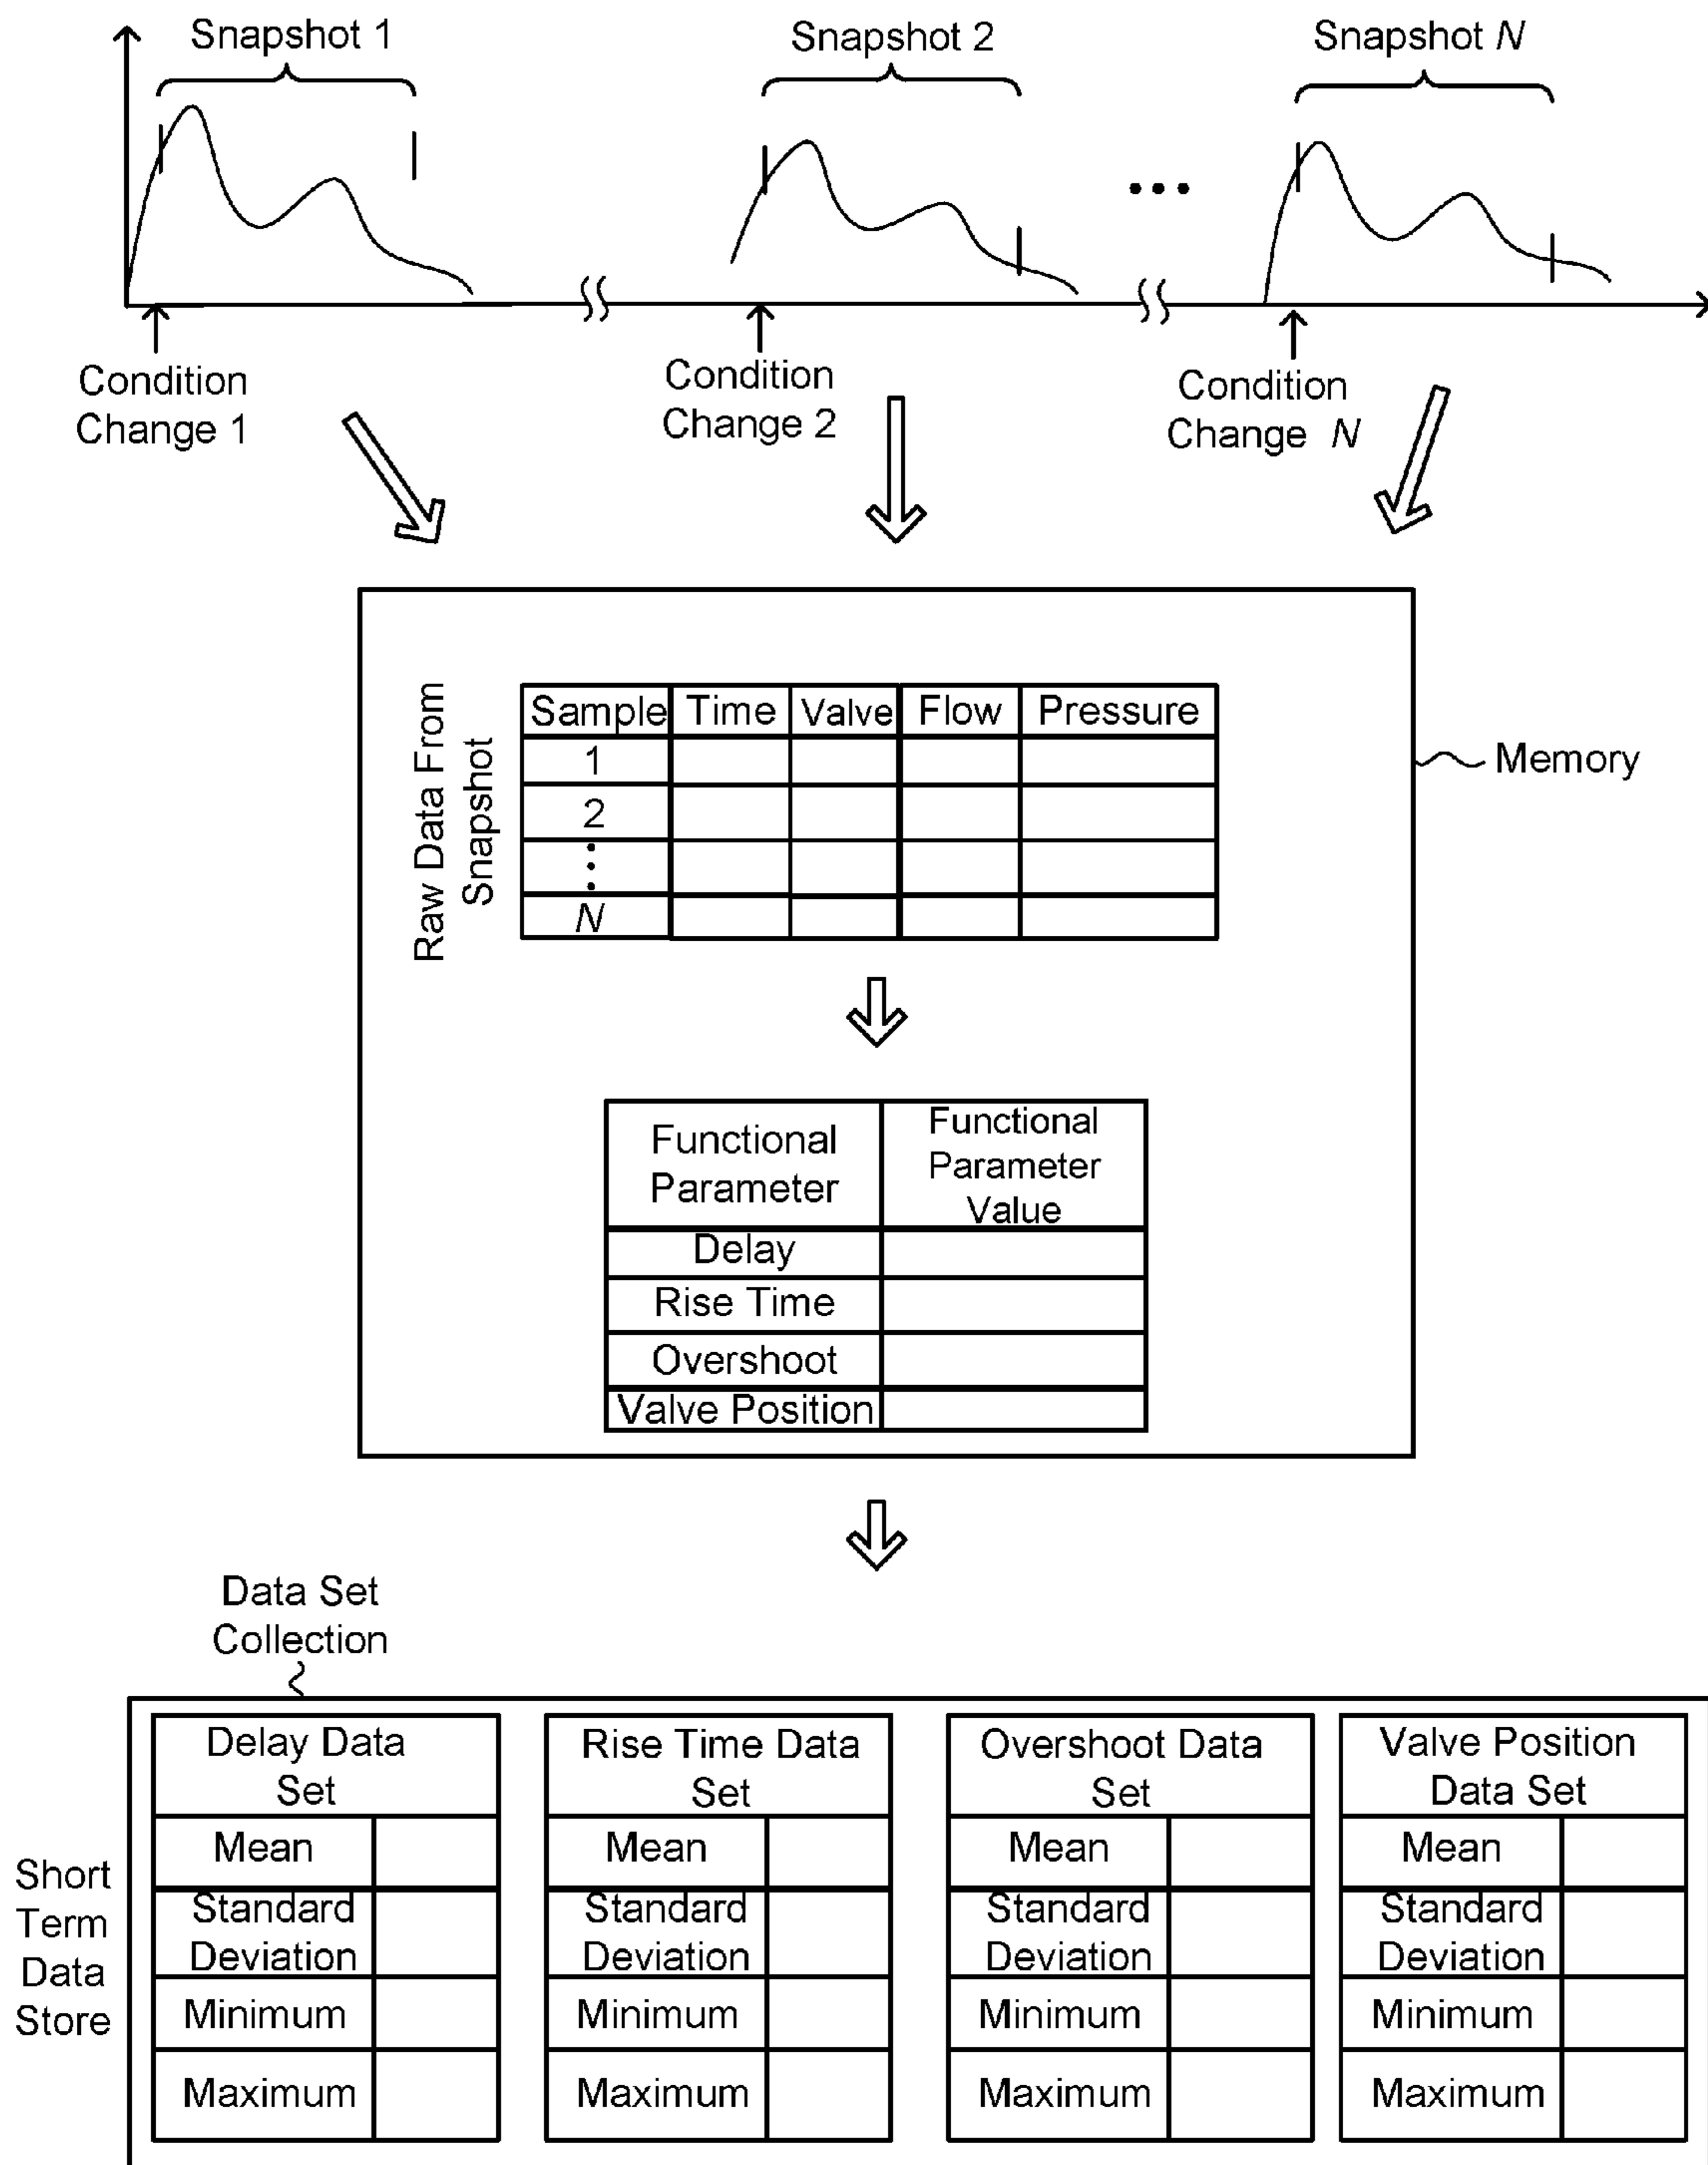 Snapshot 1
Snapshot 2
Snapshot N
Condition
Change 1
Condition
Change 2
Condition
Change N
Raw Data From
Snapshot
Sample Time Valve Flow Pressure
1
2
N
Memory
Functional
Parameter
Functional
Parameter
Value
Delay
Rise Time
Overshoot
Valve Position
Data Set
Collection
Short
Term
Data
Store
Delay Data
Set
Mean
Standard
Deviation
Minimum
Maximum
Rise Time Data
Set
Mean
Standard
Deviation
Minimum
Maximum
Overshoot Data
Set
Mean
Standard
Deviation
Minimum
Maximum
Valve Position
Data Set
Mean
Standard
Deviation
Minimum
Maximum